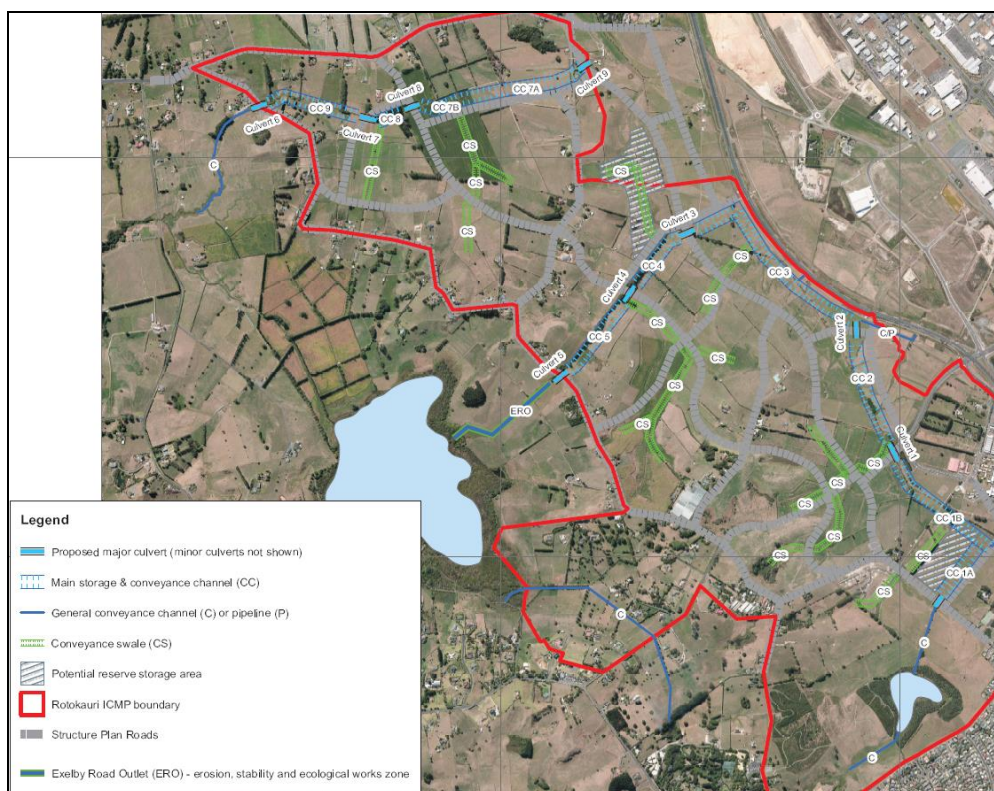 Culvert 6
CC 9
Culvert 7
CC 8
Culvert 8
CC 7B
CC 7A
Culvert 9
C
CS
CS
CS
CS
Culvert 3
CC 4
Culvert 4
CC 5
Culvert 5
ERO
CS
CC 3
CS
CS
CS
CS
CS
Culvert 2
C/P
CC 2
Culvert 1
CS
CS
CS
CS
CS
CC 1B
CS
CC 1A
CS
C
C
C
Legend
Proposed major culvert (minor culverts not shown)
Main storage & conveyance channel (CC)
General conveyance channel (C) or pipeline (P)
Conveyance swale (CS)
Potential reserve storage area
Rotokauri ICMP boundary
Structure Plan Roads
Exelby Road Outlet (ERO) - erosion, stability and ecological works zone